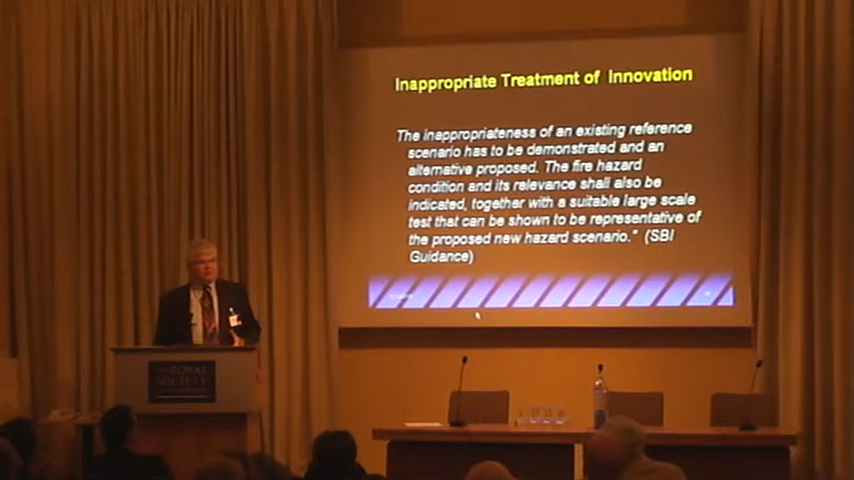 Inappropriate Treatment of Innovation
The inappropriateness of an existing reference
scenario has to be demonstrated and an
alternative proposed. The fire hazard
condition and its relevance shall also be
indicated, together with a suitable large scale
test that can be shown to be representative of
the proposed new hazard scenario.” (SBI
Guidance)
THE ROYAL
SOCIETY